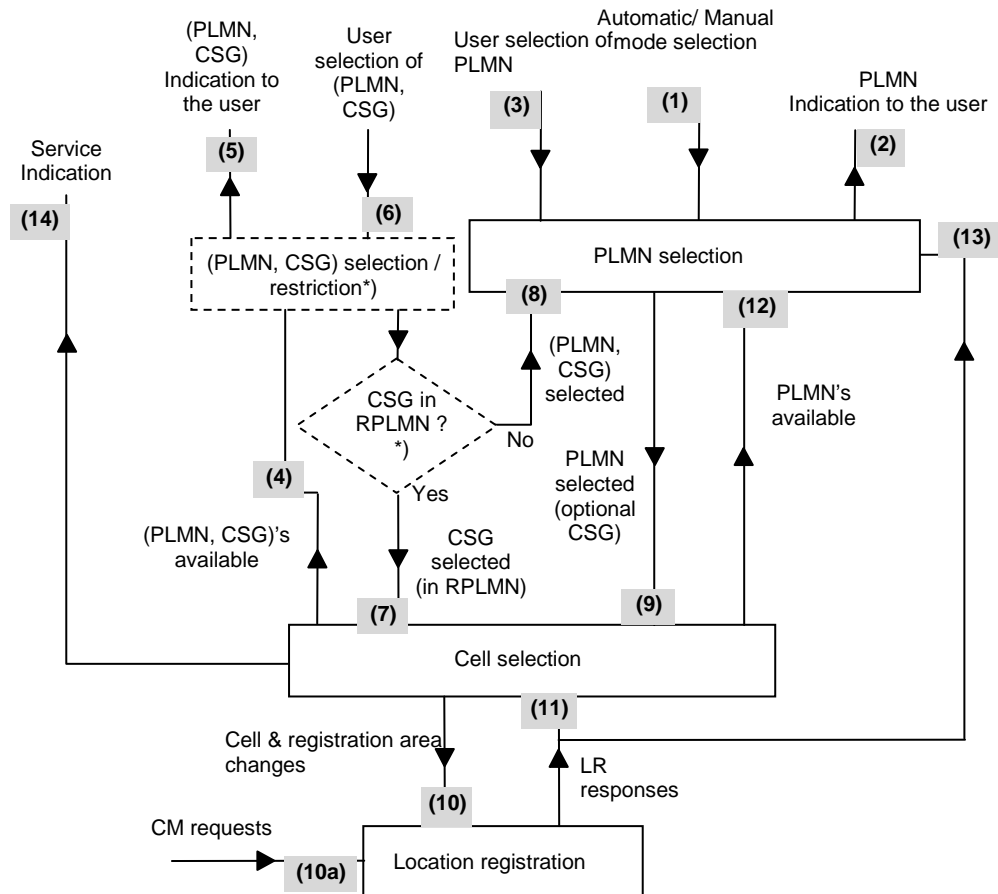 (PLMN,
CSG)
Indication to
the user
User
selection of
(PLMN,
CSG)
User selection of
PLMN
Automatic/ Manual
mode selection
PLMN
Indication to the user
(3)
(1)
(2)
(5)
Service
Indication
(14)
(6)
(13)
(PLMN, CSG) selection /
restriction*)
PLMN selection
(8)
(12)
(PLMN,
CSG)
selected
CSG in
RPLMN ?
*)
No
PLMN's
available
(4)
Yes
PLMN
selected
(optional
CSG)
(PLMN, CSG)'s
available
CSG
selected
(in RPLMN)
(7)
(9)
Cell selection
(11)
Cell & registration area
changes
LR
responses
(10)
CM requests
(10a)
Location registration